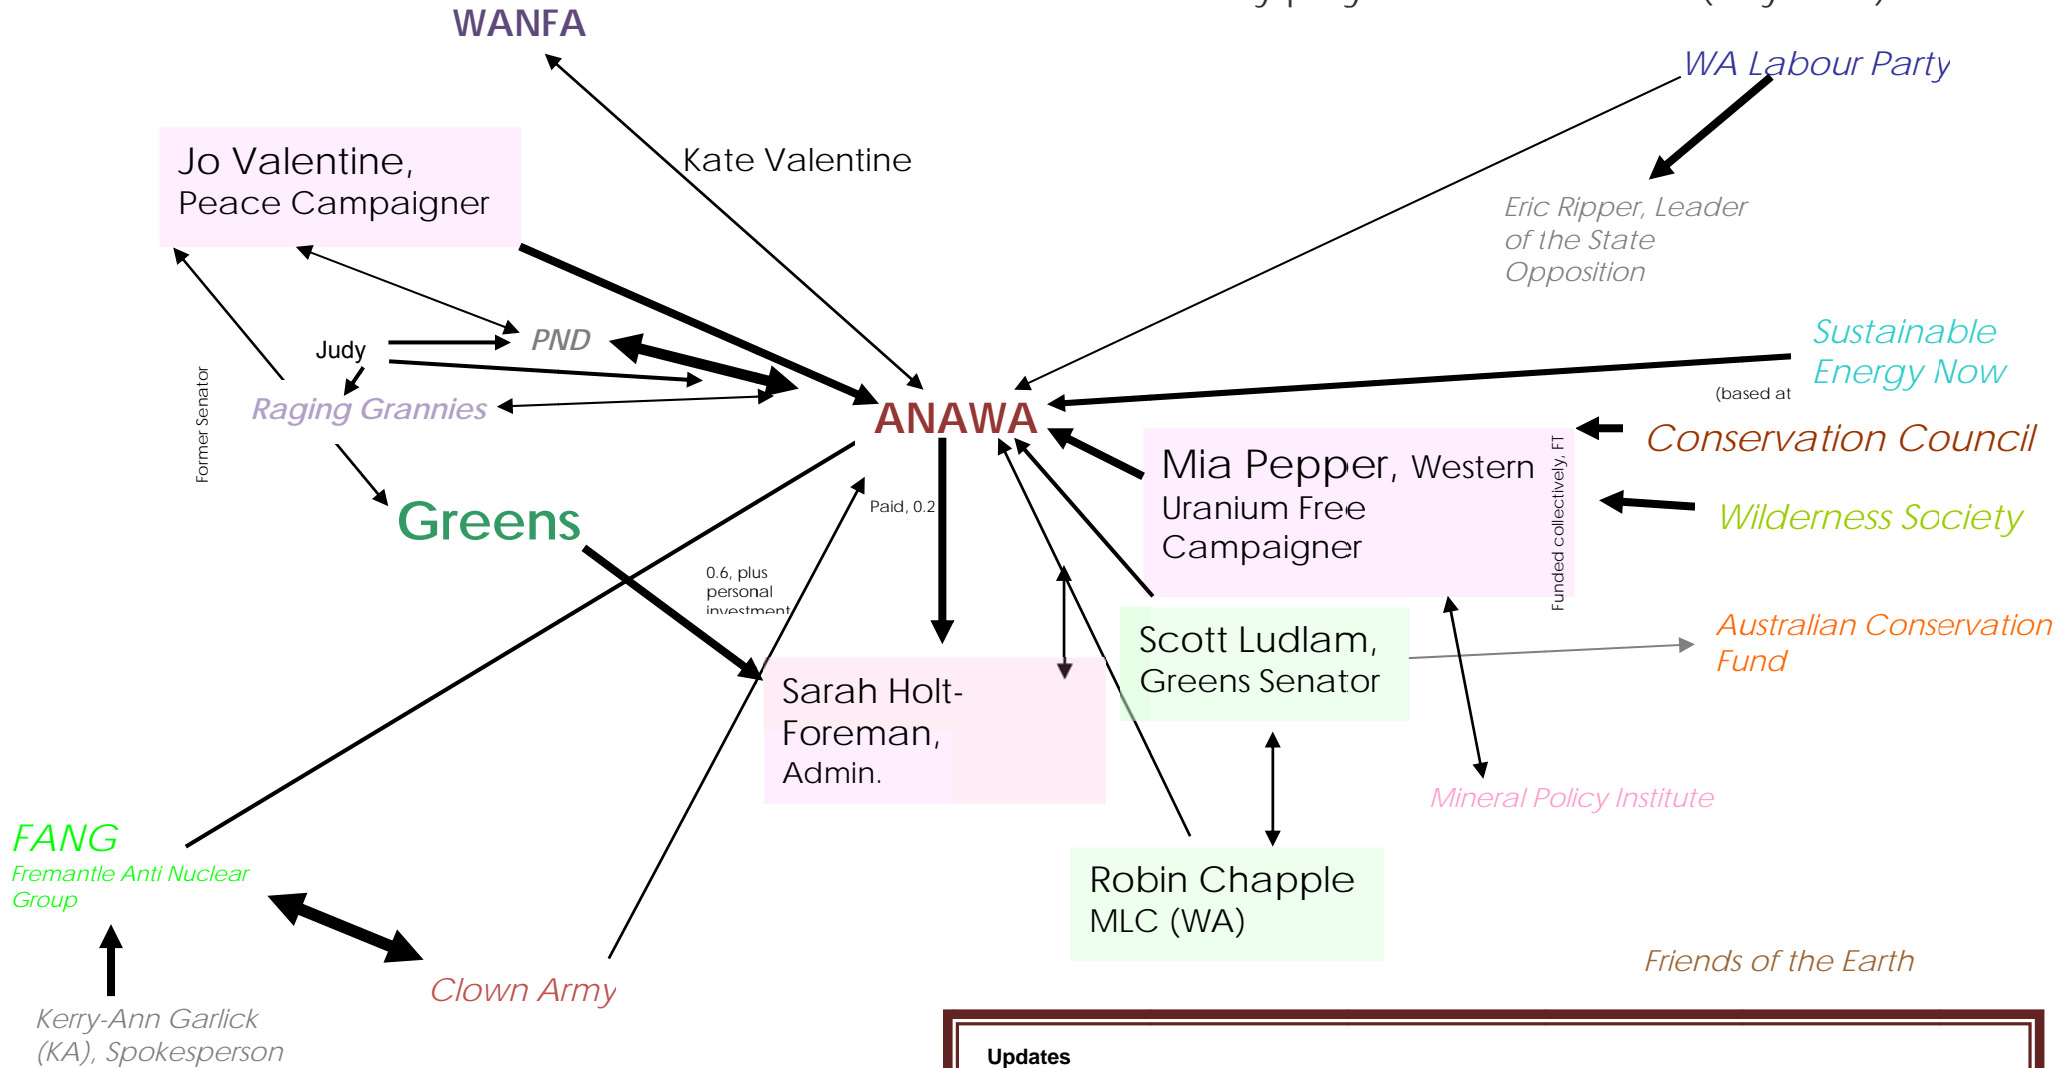 WANFA
WA Labour Party
Jo Valentine,
Peace Campaigner
Kate Valentine
Eric Ripper, Leader
of the State
Opposition
Judy
PND
Sustainable
Energy Now
(based at
Former Senator
Raging Grannies
ANAWA
Conservation Council
Mia Pepper, Western
Uranium Free
Campaigner
Funded collectively, FT
Greens
Paid, 0.2
Wilderness Society
0.6, plus
personal
investment
Scott Ludlam,
Greens Senator
Australian Conservation
Fund
Sarah Holt-
Foreman,
Admin.
Mineral Policy Institute
FANG
Fremantle Anti Nuclear
Group
Robin Chapple
MLC (WA)
Clown Army
Friends of the Earth
Kerry-Ann Garlick
(KA), Spokesperson
Updates